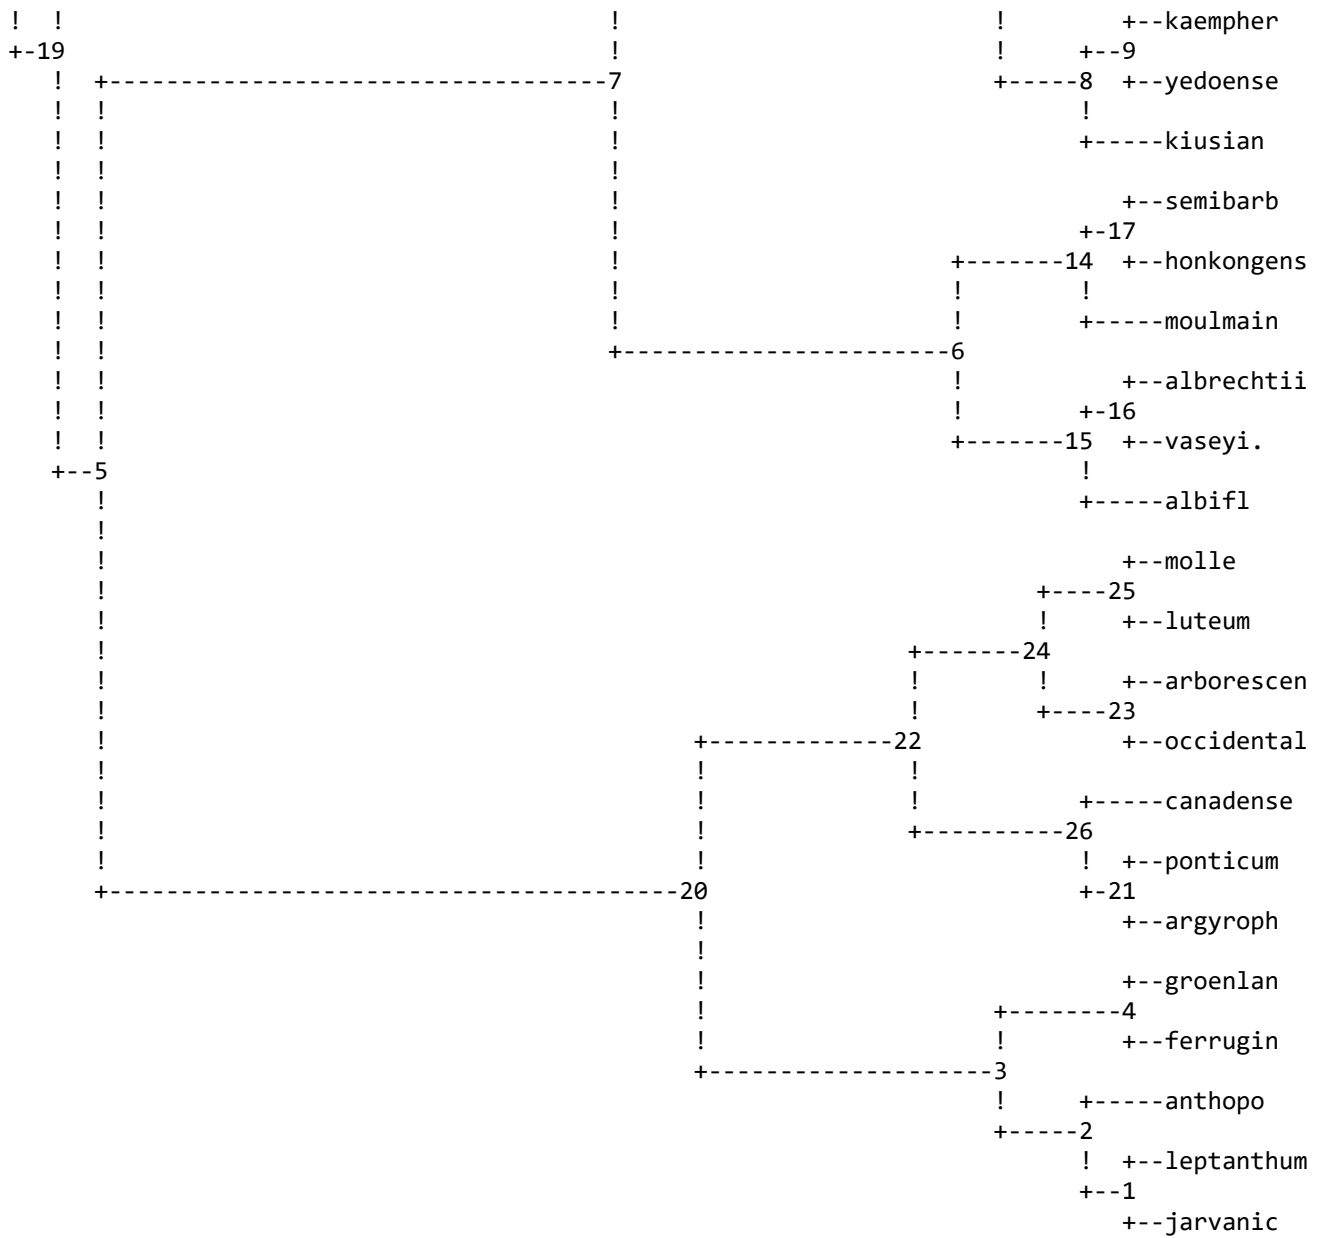 !  !                                      !                          !        +--kaempher
+-19                                      !                          !     +--9
   !  +-----------------------------------7                          +-----8  +--yedoense
   !  !                                   !                                !
   !  !                                   !                                +-----kiusian
   !  !                                   !
   !  !                                   !                                   +--semibarb
   !  !                                   !                                +-17
   !  !                                   !                       +-------14  +--honkongens
   !  !                                   !                       !        !
   !  !                                   !                       !        +-----moulmain
   !  !                                   +-----------------------6
   !  !                                                           !           +--albrechtii
   !  !                                                           !        +-16
   !  !                                                           +-------15  +--vaseyi.
   +--5                                                                    !
      !                                                                    +-----albifl
      !
      !                                                                       +--molle
      !                                                                 +----25
      !                                                                 !     +--luteum
      !                                                        +-------24
      !                                                        !        !     +--arborescen
      !                                                        !        +----23
      !                                         +-------------22              +--occidental
      !                                         !              !
      !                                         !              !           +-----canadense
      !                                         !              +----------26
      !                                         !                          !  +--ponticum
      +----------------------------------------20                          +-21
                                                !                             +--argyroph
                                                !
                                                !                             +--groenlan
                                                !                    +--------4
                                                !                    !        +--ferrugin
                                                +--------------------3
                                                                     !     +-----anthopo
                                                                     +-----2
                                                                           !  +--leptanthum
                                                                           +--1
                                                                              +--jarvanic